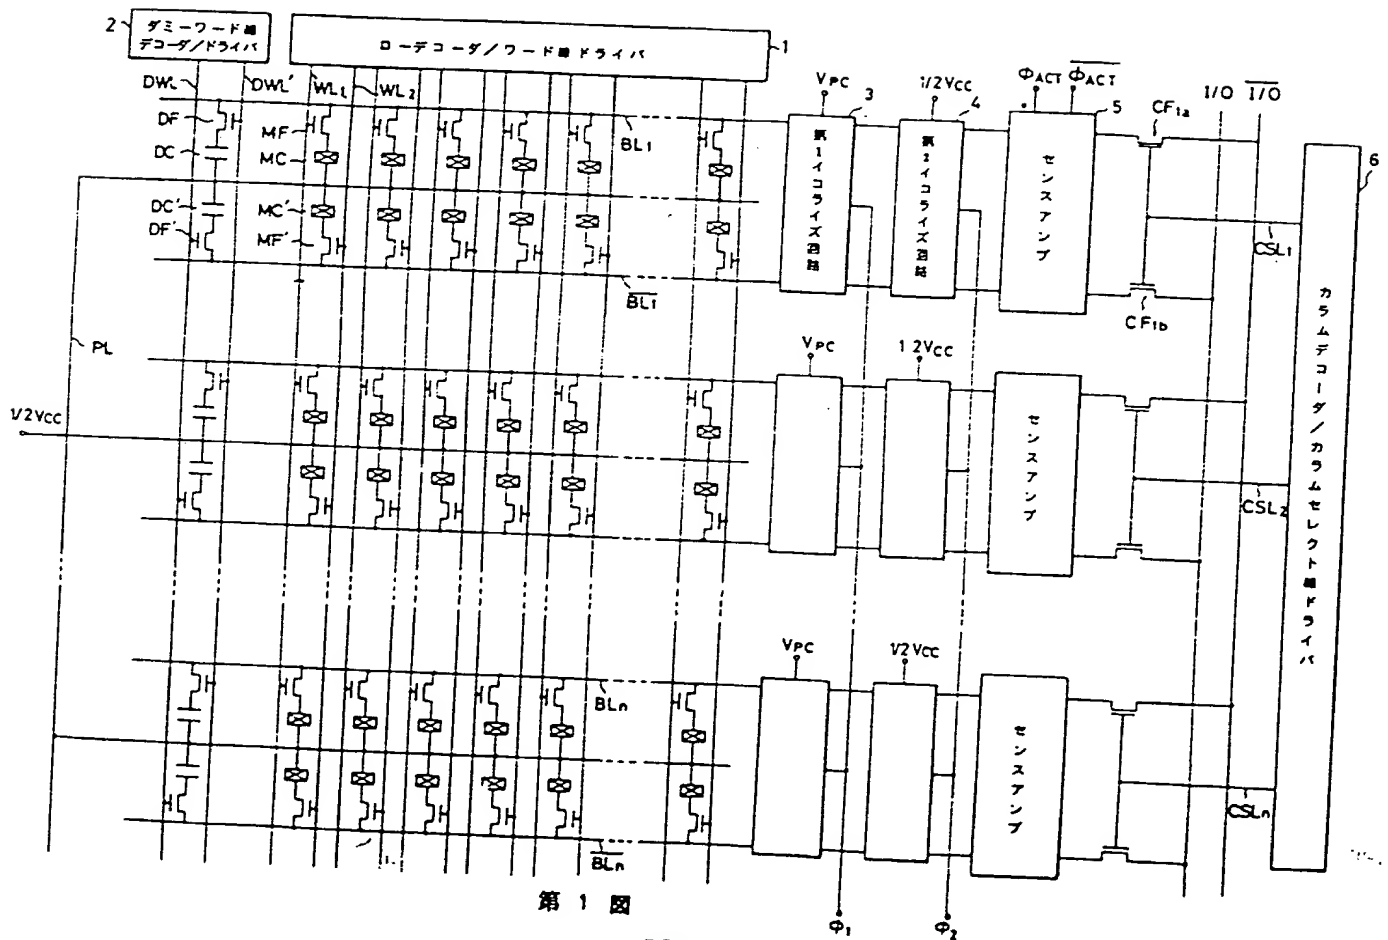 2
ダミーワード線
デコーダ/ドライバ
ローデコーダ/ワード線ドライバ
1
DWL
DWL'
WL1
WL2
DF
DC
DC'
DF'
MF
MC
MC'
MF'
BL1
BL1
VPC
3
第1イコライズ回路
1/2VCC
4
第2イコライズ回路
ΦACT
ΦACT
5
センスアンプ
CF1a
CF1b
I/O
I/O
CSL1
6
カラムデコーダ/カラムセレクト線ドライバ
PL
1/2VCC
VPC
1 2VCC
センスアンプ
CSL2
VPC
1/2VCC
センスアンプ
BLn
BLn
CSLn
Φ1
Φ2
第 1 図